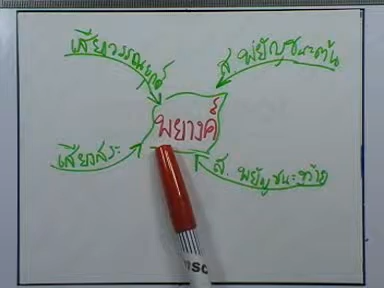 เสียงวรรณยุกต์
ส พยัญชนะต้น
พยางค์
เสียงสระ
ส. พยัญชนะท้าย